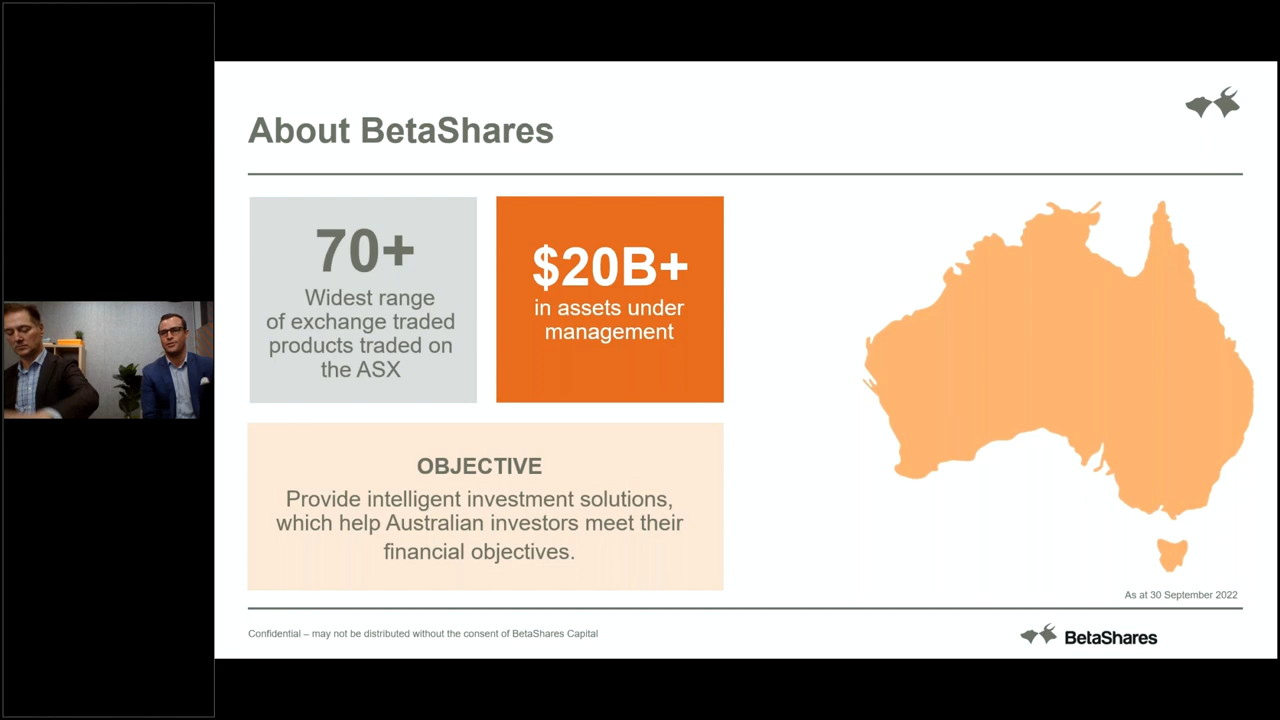 About BetaShares
70+
Widest range
of exchange traded
products traded on
the ASX
$20B+
in assets under
management
OBJECTIVE
Provide intelligent investment solutions,
which help Australian investors meet their
financial objectives.
As at 30 September 2022
Confidential – may not be distributed without the consent of BetaShares Capital
BetaShares